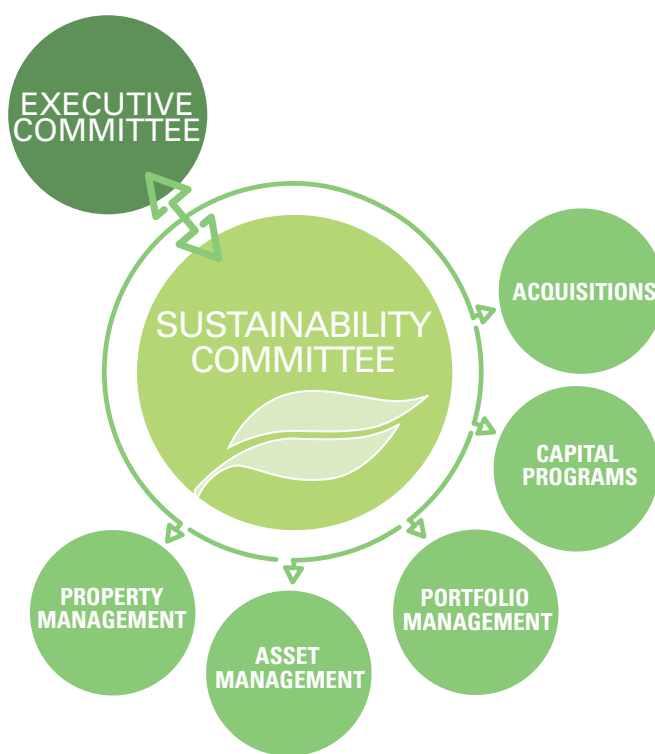 EXECUTIVE
COMMITTEE
SUSTAINABILITY
COMMITTEE
ACQUISITIONS
CAPITAL
PROGRAMS
PORTFOLIO
MANAGEMENT
ASSET
MANAGEMENT
PROPERTY
MANAGEMENT